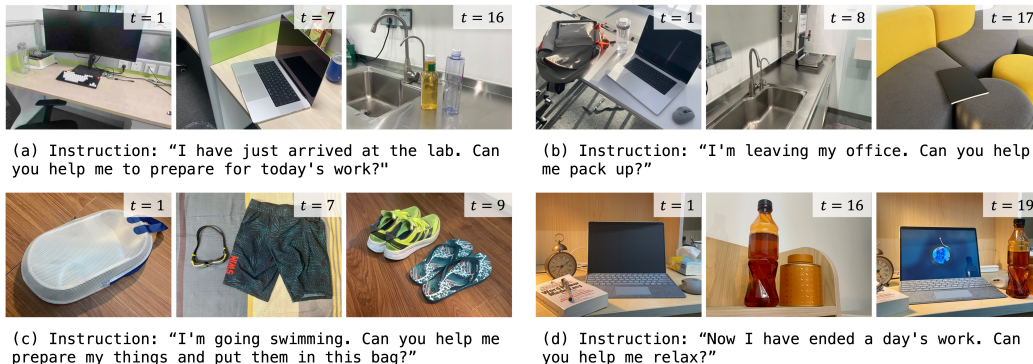 t = 1
t = 7
t = 16
t = 1
t = 8
t = 17
(a) Instruction: “I have just arrived at the lab. Can
you help me to prepare for today's work?"
(b) Instruction: “I'm leaving my office. Can you help
me pack up?”
t = 1
t = 7
t = 9
t = 1
t = 16
t = 19
(c) Instruction: “I'm going swimming. Can you help me
prepare my things and put them in this bag?”
(d) Instruction: “Now I have ended a day's work. Can
you help me relax?”